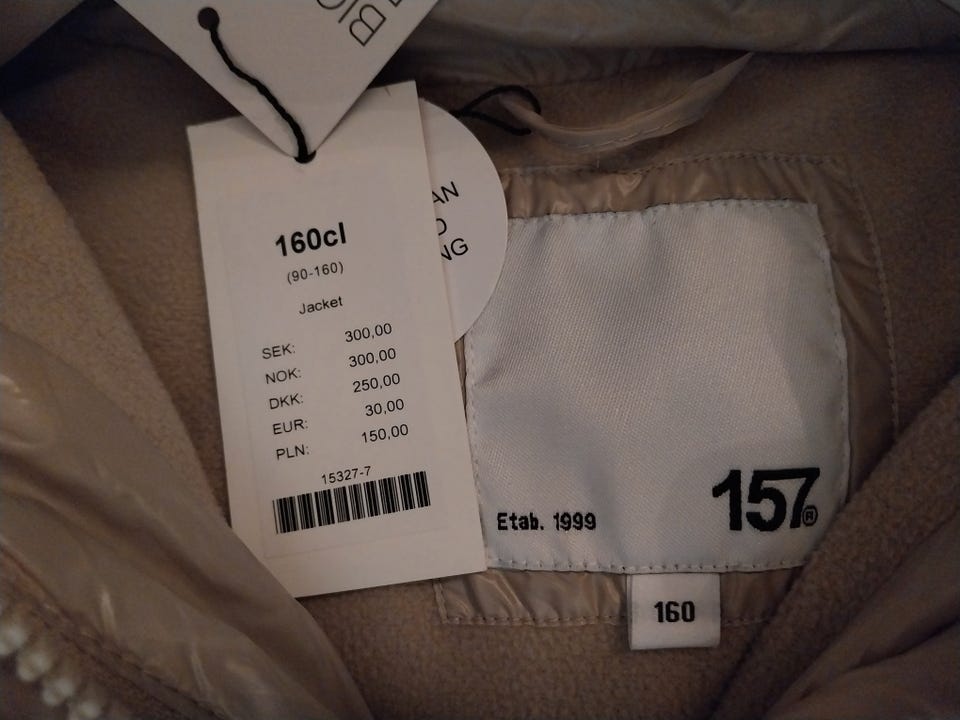 160cl
(90-160)
Jacket
SEK: 300,00
NOK: 300,00
DKK: 250,00
EUR: 30,00
PLN: 150,00
15327-7
Etab. 1999
157®
160